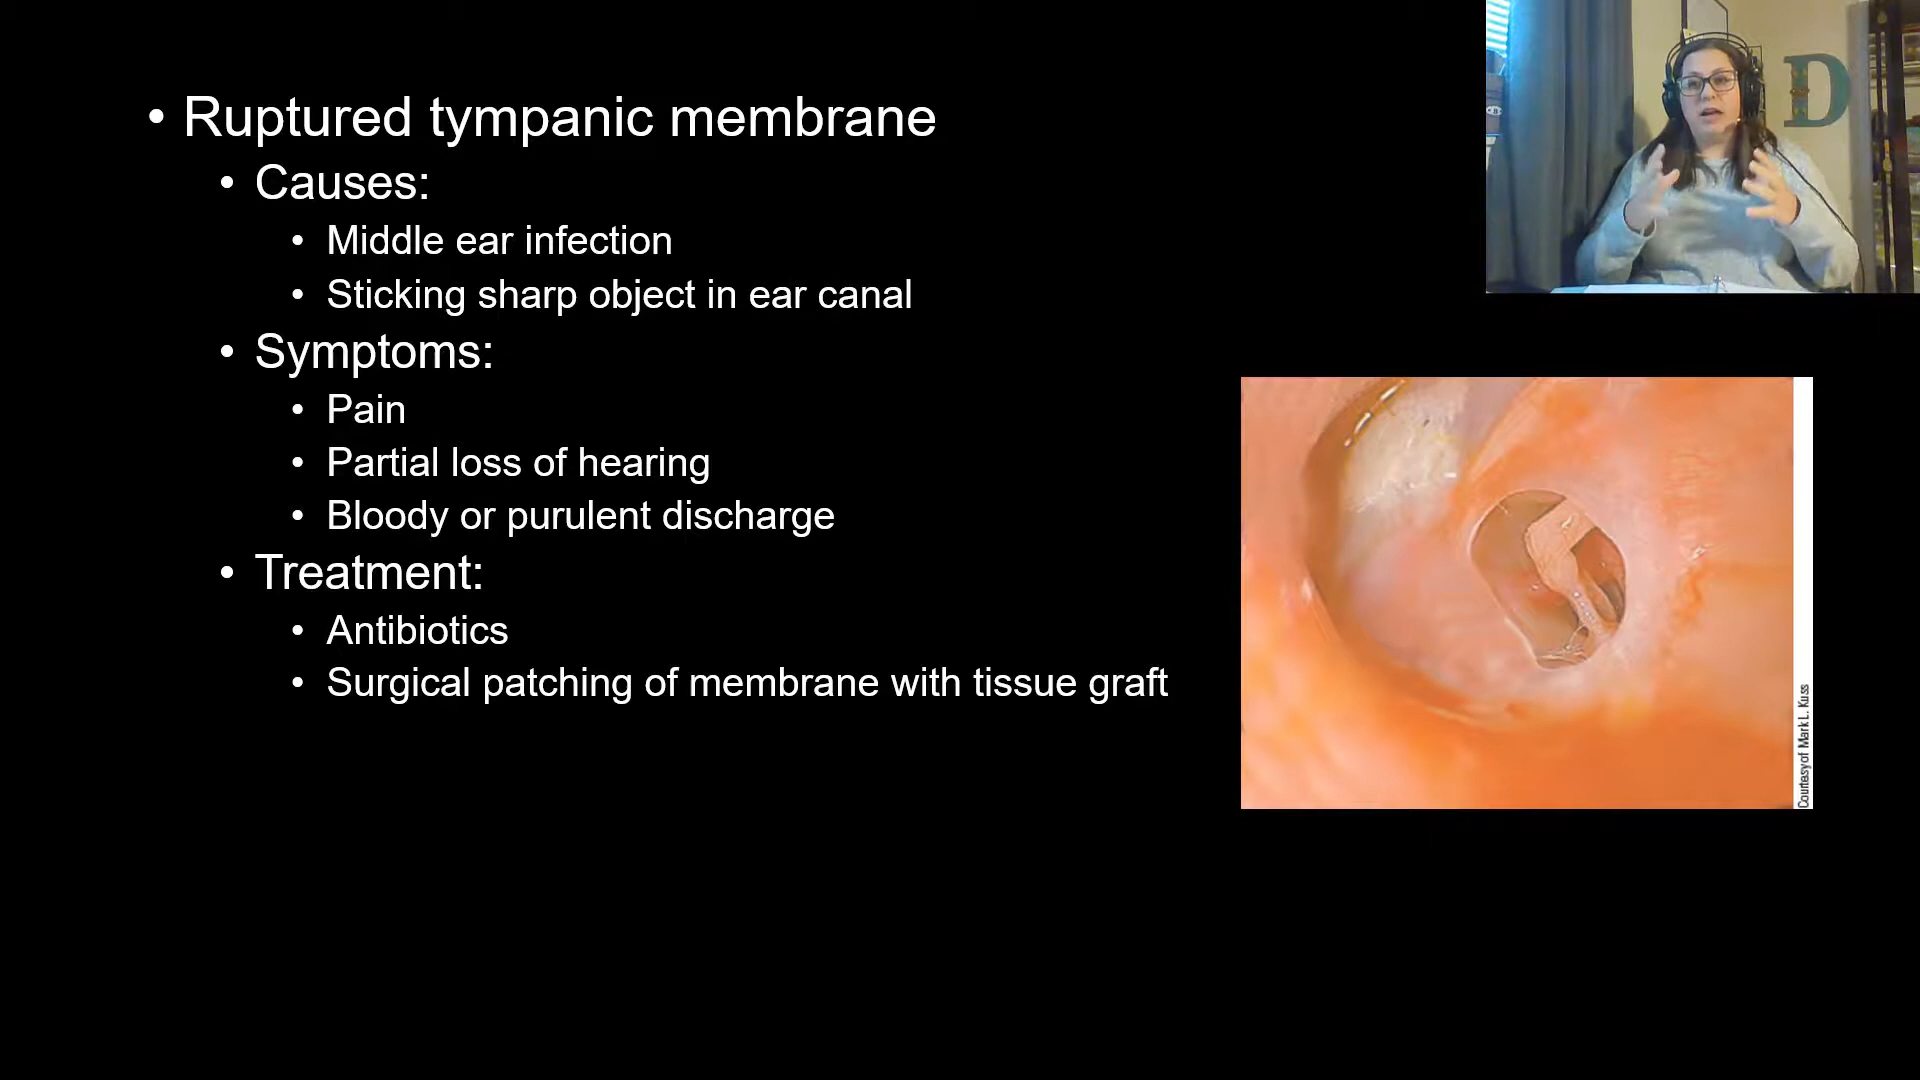 • Ruptured tympanic membrane
• Causes:
• Middle ear infection
• Sticking sharp object in ear canal
• Symptoms:
• Pain
• Partial loss of hearing
• Bloody or purulent discharge
• Treatment:
• Antibiotics
• Surgical patching of membrane with tissue graft
D
Courtesy of Mark L. Kuss